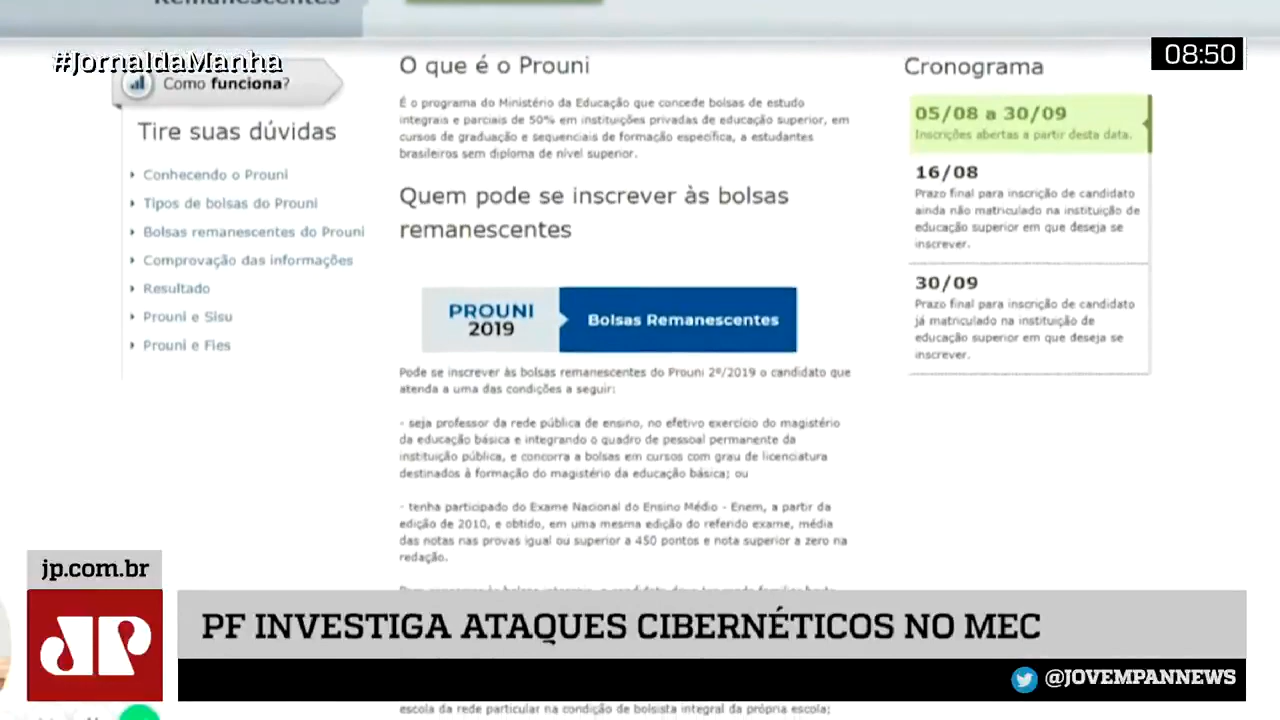 Remanescentes
#JornaldaManha
08:50
Como funciona?
Tire suas dúvidas
Conhecendo o Prouni
Tipos de bolsas do Prouni
Bolsas remanescentes do Prouni
Comprovação das informações
Resultado
Prouni e Sisu
Prouni e Fies
O que é o Prouni
É o programa do Ministério da Educação que concede bolsas de estudo
integrais e parciais de 50% em instituições privadas de educação superior, em
cursos de graduação e sequenciais de formação específica, a estudantes
brasileiros sem diploma de nível superior.
Quem pode se inscrever às bolsas
remanescentes
PROUNI
2019
Bolsas Remanescentes
Pode se inscrever às bolsas remanescentes do Prouni 2º/2019 o candidato que
atenda a uma das condições a seguir:
- seja professor da rede pública de ensino, no efetivo exercício do magistério
da educação básica e integrando o quadro de pessoal permanente da
instituição pública, e concorra a bolsas em cursos com grau de licenciatura
destinados à formação do magistério da educação básica; ou
- tenha participado do Exame Nacional do Ensino Médio - Enem, a partir da
edição de 2010, e obtido, em uma mesma edição do referido exame, média
das notas nas provas igual ou superior a 450 pontos e nota superior a zero na
redação.
Cronograma
05/08 a 30/09
Inscrições abertas a partir desta data.
16/08
Prazo final para inscrição de candidato
ainda não matriculado na instituição de
educação superior em que deseja se
inscrever.
30/09
Prazo final para inscrição de candidato
já matriculado na instituição de
educação superior em que deseja se
inscrever.
jp.com.br
JP
PF INVESTIGA ATAQUES CIBERNÉTICOS NO MEC
@JOVEMPANNEWS
escola da rede particular na condição de bolsista integral da própria escola;